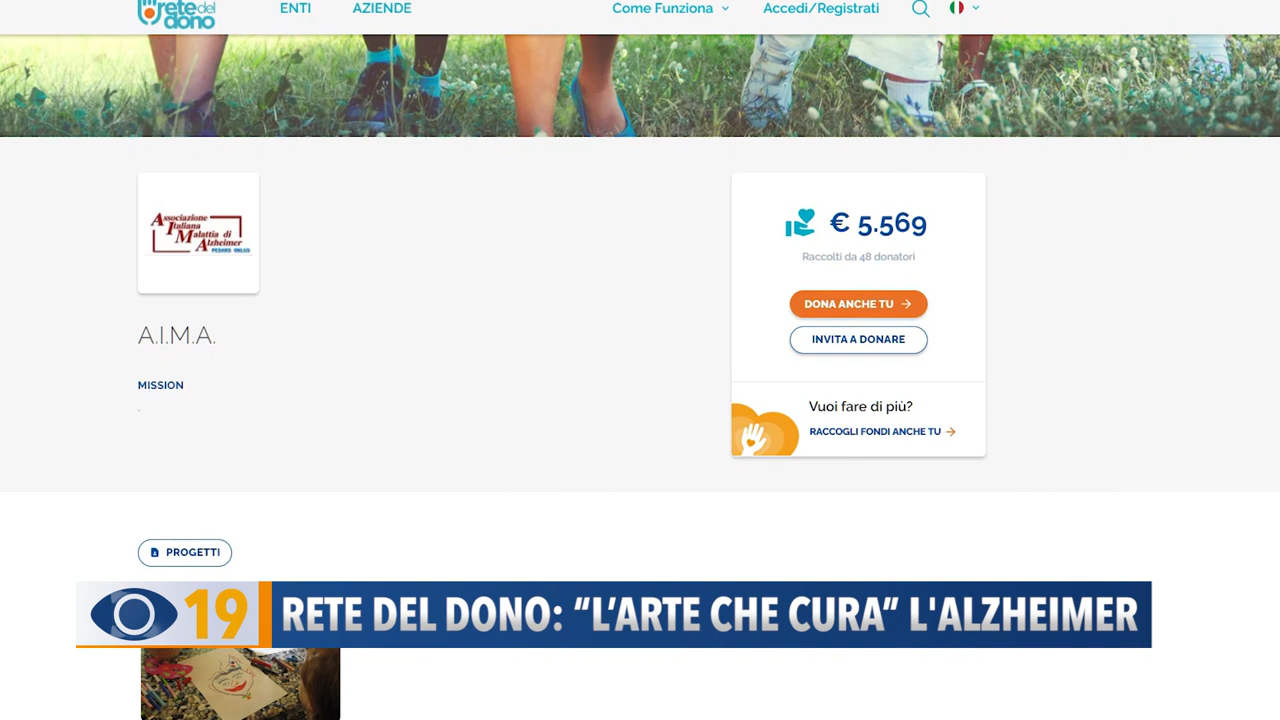 rete del
dono
ENTI
AZIENDE
Come Funziona
Accedi/Registrati
Associazione
Italiana
Malattia di
Alzheimer
PESARO ONLUS
€ 5.569
Raccolti da 48 donatori
DONA ANCHE TU
INVITA A DONARE
A.I.M.A.
MISSION
.
Vuoi fare di più?
RACCOGLI FONDI ANCHE TU
PROGETTI
19
RETE DEL DONO: “L‘ARTE CHE CURA” L'ALZHEIMER